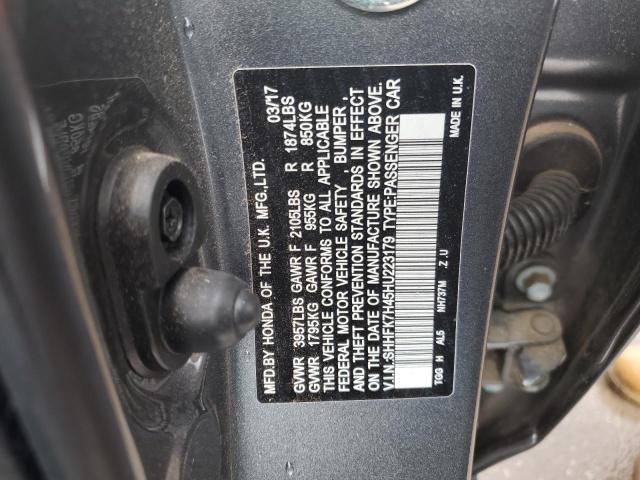 MFD.BY HONDA OF THE U.K. MFG.,LTD. 03/17
GVWR 3957LBS GAWR F 2105LBS R 1874LBS
GVWR 1795KG GAWR F 955KG R 850KG
THIS VEHICLE CONFORMS TO ALL APPLICABLE
FEDERAL MOTOR VEHICLE SAFETY , BUMPER ,
AND THEFT PREVENTION STANDARDS IN EFFECT
ON THE DATE OF MANUFACTURE SHOWN ABOVE.
V.I.N.:SHHFK7H45HU223179 TYPE:PASSENGER CAR
TGG H AL5 NH737M . Z .U MADE IN U.K.